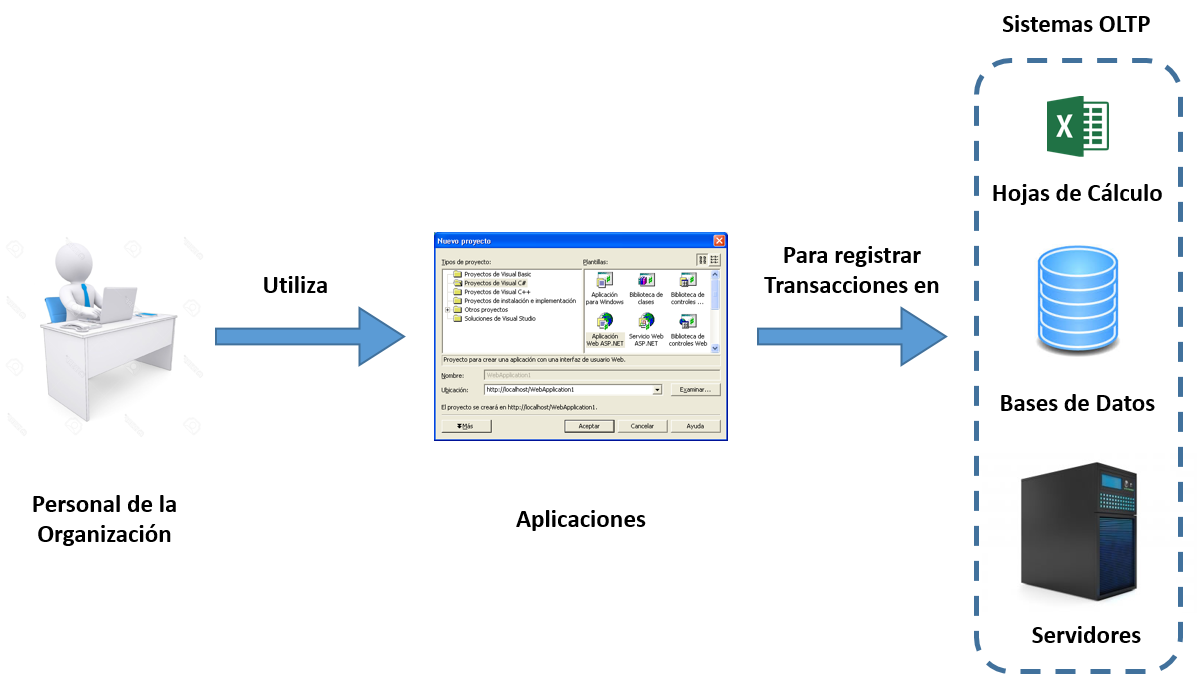 Sistemas OLTP
X
Hojas de Cálculo
Bases de Datos
Servidores
Para registrar
Transacciones en
Utiliza
Nuevo proyecto
Tipos de proyecto:
Plantillas:
Proyectos de Visual Basic
Proyectos de Visual C#
Proyectos de Visual C++
Proyectos de instalación e implementación
Otros proyectos
Soluciones de Visual Studio
Aplicación
para Windows
Biblioteca de
clases
Biblioteca de
controles ...
Aplicación
Web ASP.NET
Servicio Web
ASP.NET
Biblioteca de
controles Web
Proyecto para crear una aplicación con una interfaz de usuario Web.
Nombre:
WebApplication1
Ubicación:
http://localhost/WebApplication1
Examinar...
El proyecto se creará en http://localhost/WebApplication1.
Más
Aceptar
Cancelar
Ayuda
Personal de la
Organización
Aplicaciones